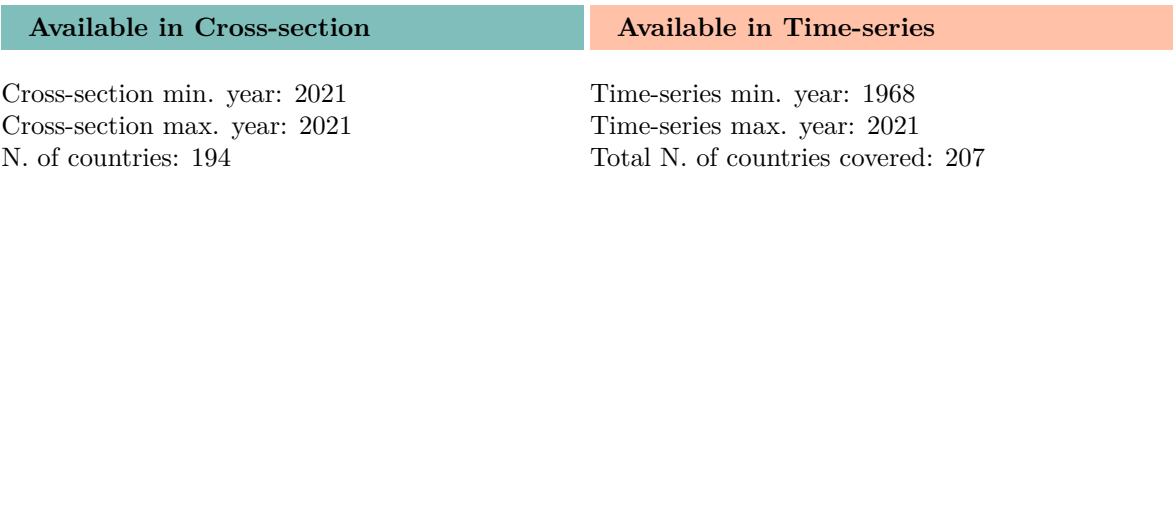 Available in Cross-section
Cross-section min. year: 2021
Cross-section max. year: 2021
N. of countries: 194
Available in Time-series
Time-series min. year: 1968
Time-series max. year: 2021
Total N. of countries covered: 207